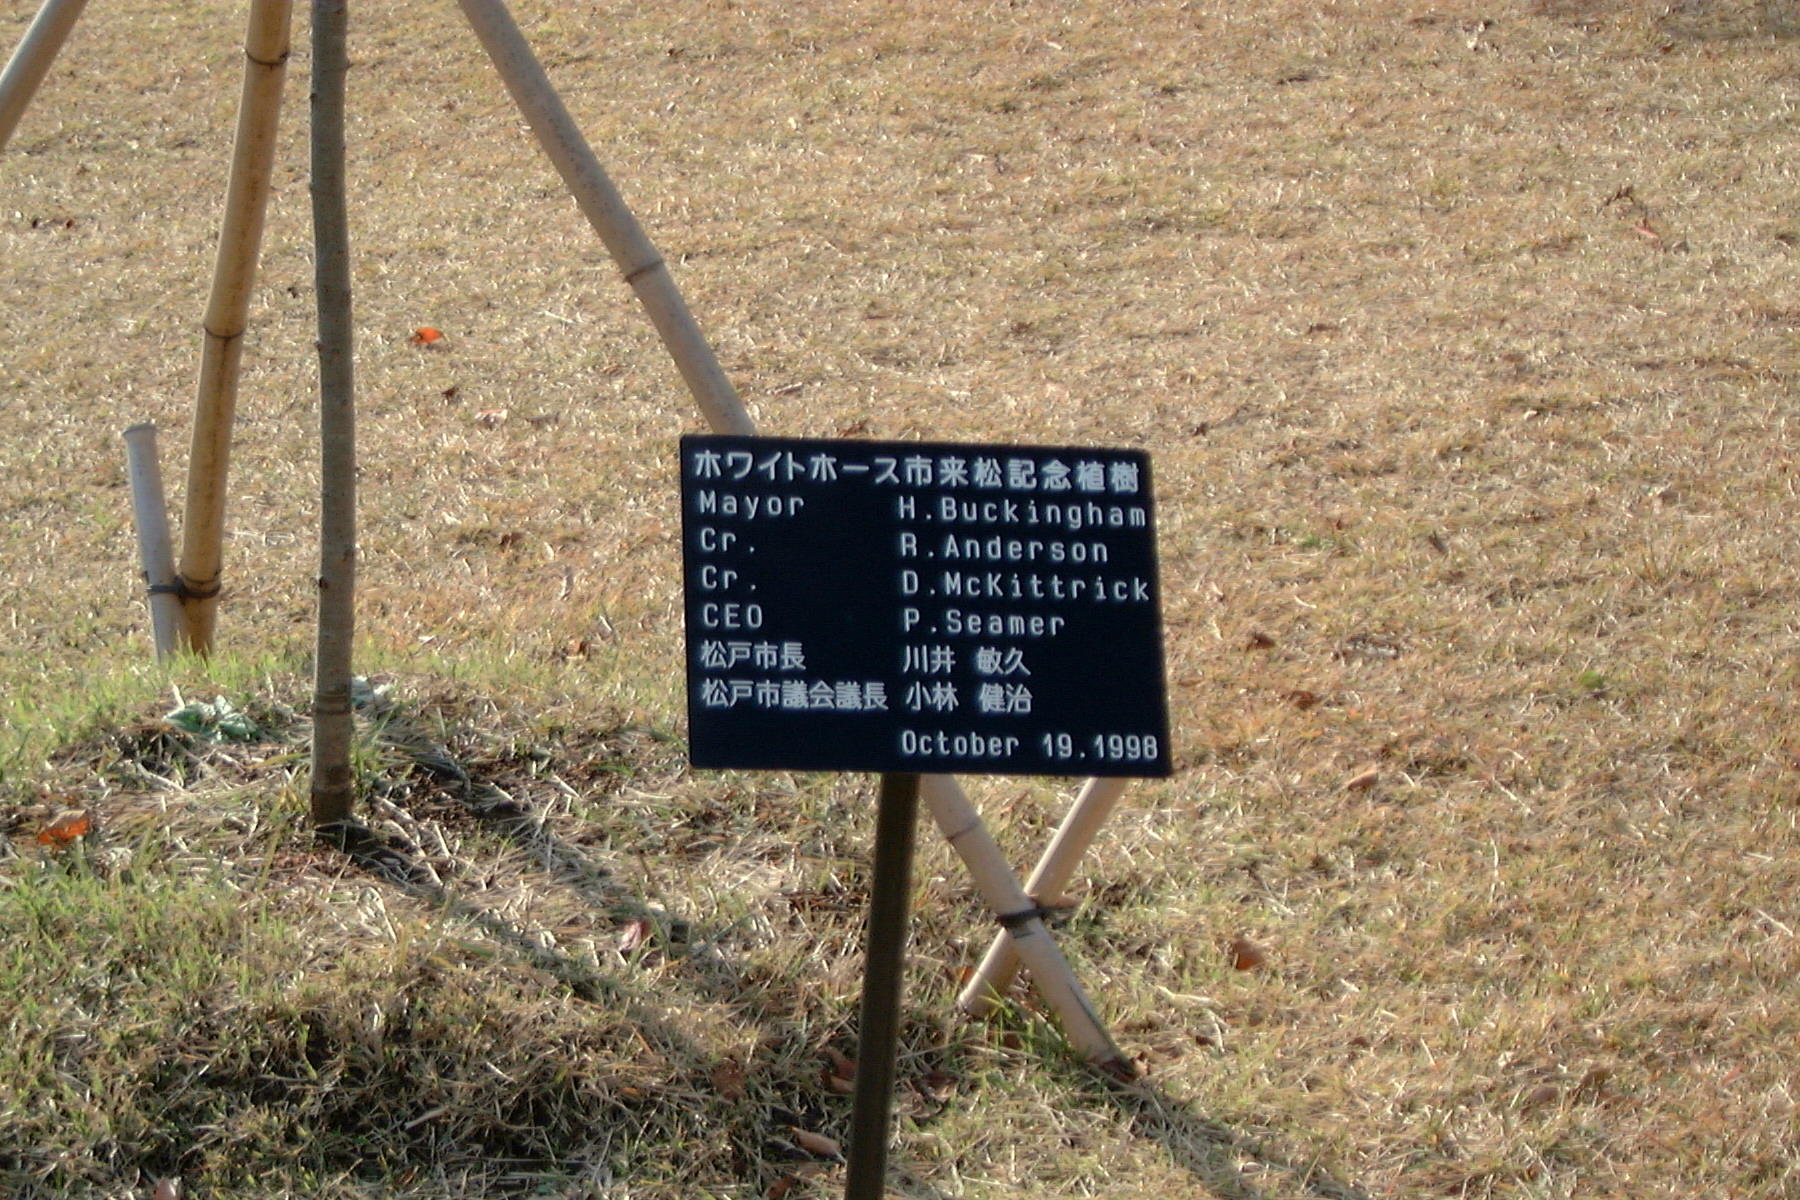 ホワイトホース市来松記念植樹
Mayor H.Buckingham
Cr. R.Anderson
Cr. D.McKittrick
CEO P.Seamer
松戸市長 川井 敏久
松戸市議会議長 小林 健治
October 19.1998